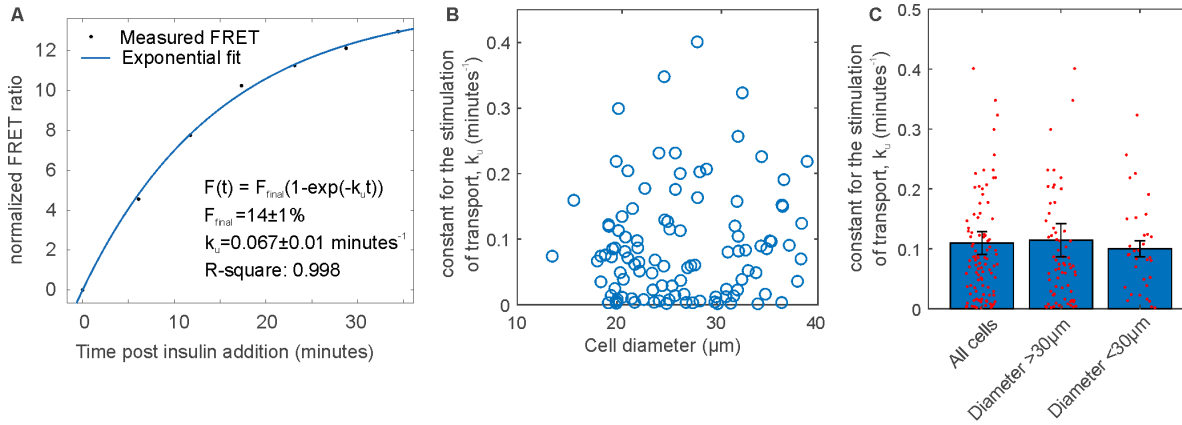 A
Measured FRET
Exponential fit
normalized FRET ratio
12
10
8
6
4
2
0
F(t) = F_final(1-exp(-k_u t))
F_final=14±1%
k_u=0.067±0.01 minutes⁻¹
R-square: 0.998
0
10
20
30
Time post insulin addition (minutes)
B
constant for the stimulation
of transport, k_u (minutes⁻¹)
0.4
0.3
0.2
0.1
0
10
20
30
40
Cell diameter (µm)
C
constant for the stimulation
of transport, k_u (minutes⁻¹)
0.5
0.4
0.3
0.2
0.1
0
All cells
Diameter >30µm
Diameter <30µm